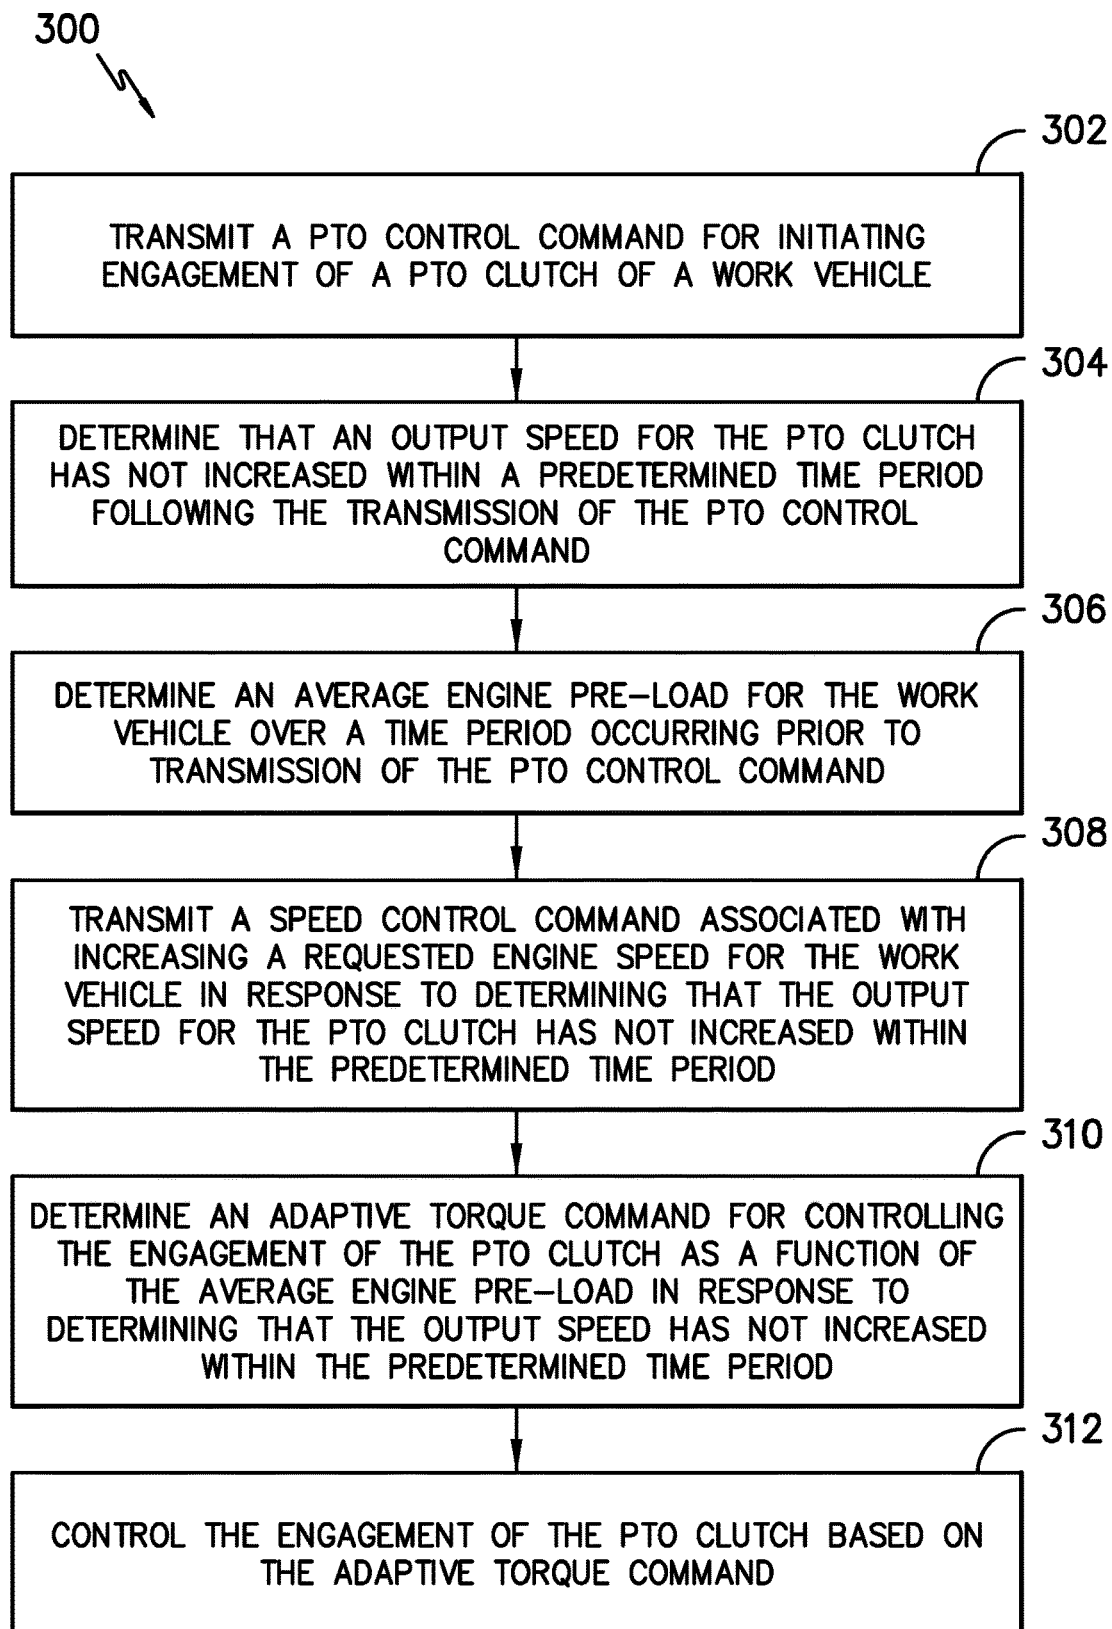 300
302
TRANSMIT A PTO CONTROL COMMAND FOR INITIATING
ENGAGEMENT OF A PTO CLUTCH OF A WORK VEHICLE
304
DETERMINE THAT AN OUTPUT SPEED FOR THE PTO CLUTCH
HAS NOT INCREASED WITHIN A PREDETERMINED TIME PERIOD
FOLLOWING THE TRANSMISSION OF THE PTO CONTROL
COMMAND
306
DETERMINE AN AVERAGE ENGINE PRE-LOAD FOR THE WORK
VEHICLE OVER A TIME PERIOD OCCURRING PRIOR TO
TRANSMISSION OF THE PTO CONTROL COMMAND
308
TRANSMIT A SPEED CONTROL COMMAND ASSOCIATED WITH
INCREASING A REQUESTED ENGINE SPEED FOR THE WORK
VEHICLE IN RESPONSE TO DETERMINING THAT THE OUTPUT
SPEED FOR THE PTO CLUTCH HAS NOT INCREASED WITHIN
THE PREDETERMINED TIME PERIOD
310
DETERMINE AN ADAPTIVE TORQUE COMMAND FOR CONTROLLING
THE ENGAGEMENT OF THE PTO CLUTCH AS A FUNCTION OF
THE AVERAGE ENGINE PRE-LOAD IN RESPONSE TO
DETERMINING THAT THE OUTPUT SPEED HAS NOT INCREASED
WITHIN THE PREDETERMINED TIME PERIOD
312
CONTROL THE ENGAGEMENT OF THE PTO CLUTCH BASED ON
THE ADAPTIVE TORQUE COMMAND